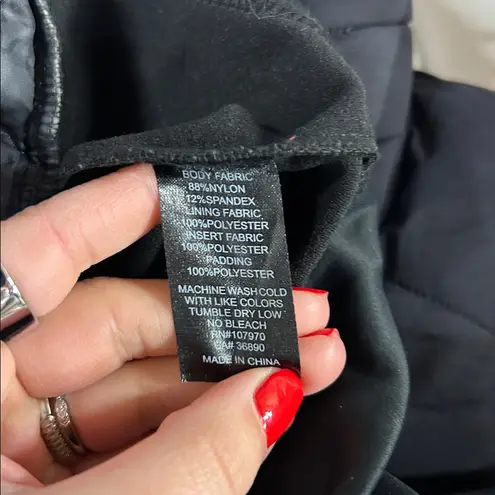 BODY FABRIC
88%NYLON
12%SPANDEX
LINING FABRIC
100%POLYESTER
INSERT FABRIC
100%POLYESTER
PADDING
100%POLYESTER
MACHINE WASH COLD
WITH LIKE COLORS
TUMBLE DRY LOW
NO BLEACH
RN#107970
CA# 36890
MADE IN CHINA